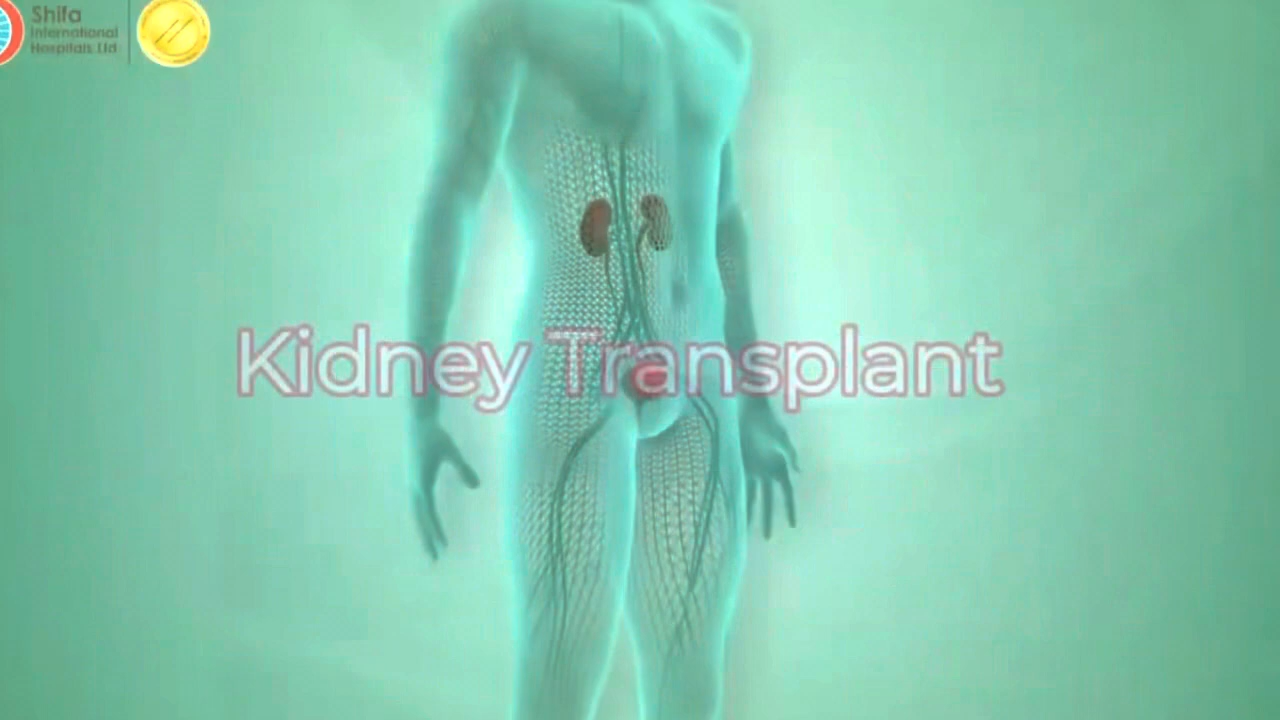 Shifa
International
Hospitals Ltd
Kidney Transplant